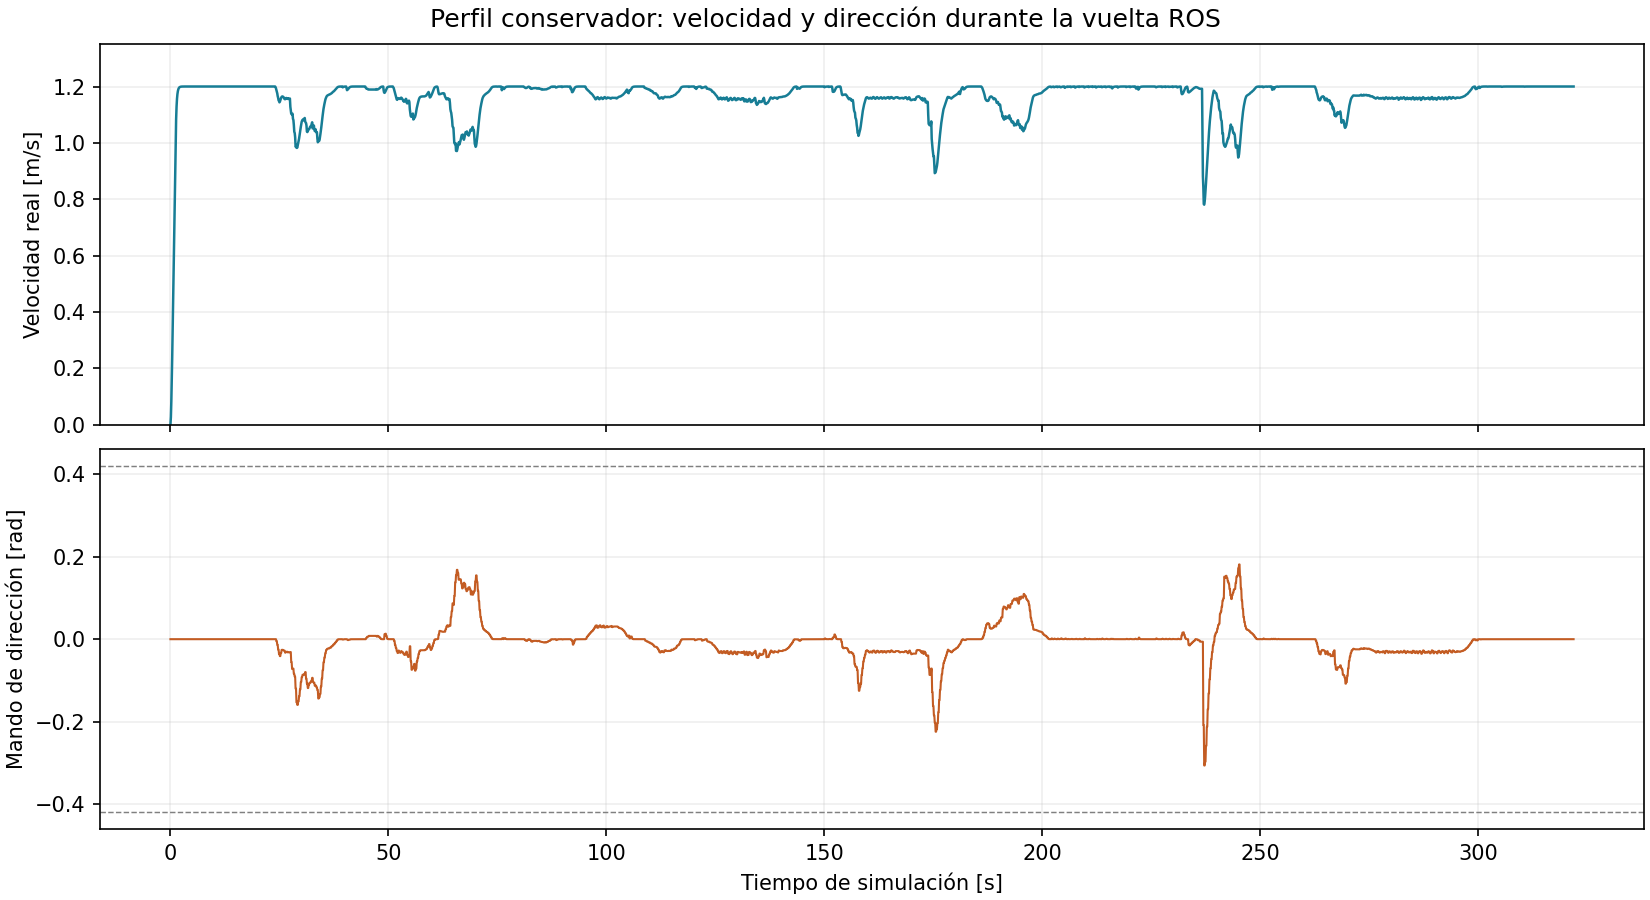 Perfil conservador: velocidad y dirección durante la vuelta ROS
Velocidad real [m/s]
1.2
1.0
0.8
0.6
0.4
0.2
0.0
Mando de dirección [rad]
0.4
0.2
0.0
−0.2
−0.4
0 50 100 150 200 250 300
Tiempo de simulación [s]